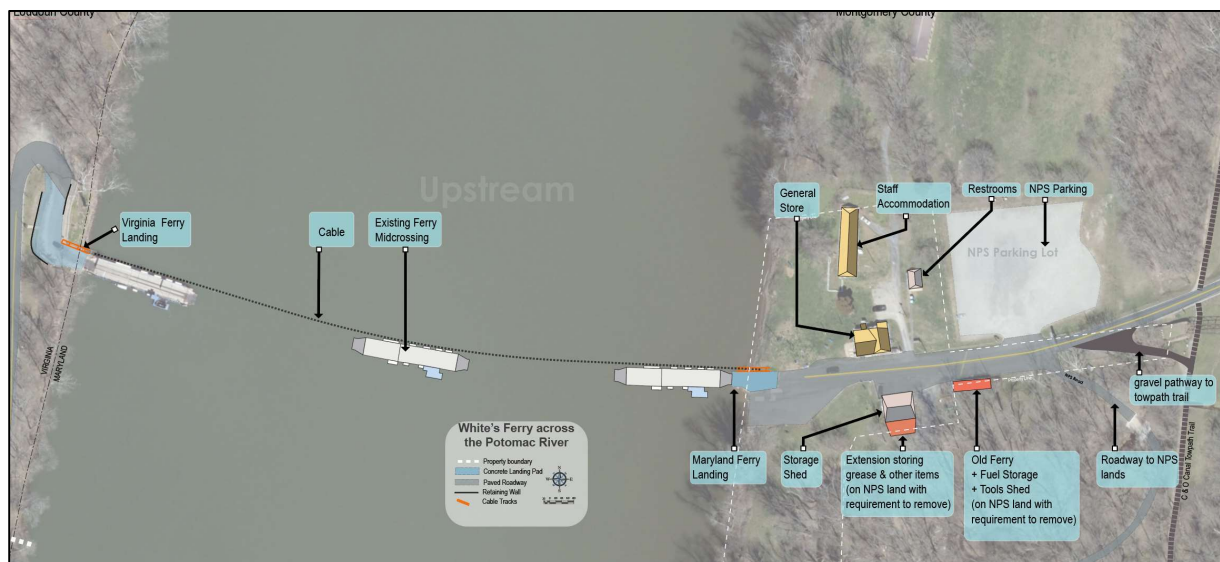 Loudoun County
Montgomery County
Upstream
General
Store
Staff
Accommodation
Restrooms
NPS Parking
Virginia Ferry
Landing
Cable
Existing Ferry
Midcrossing
NPS Parking Lot
VIRGINIA
MARYLAND
NPS Road
gravel pathway to
towpath trail
White's Ferry across
the Potomac River
Property boundary
Concrete Landing Pad
Paved Roadway
Retaining Wall
Cable Tracks
Maryland Ferry
Landing
Storage
Shed
Extension storing
grease & other items
(on NPS land with
requirement to remove)
Old Ferry
+ Fuel Storage
+ Tools Shed
(on NPS land with
requirement to remove)
Roadway to NPS
lands
C & O Canal Towpath Trail